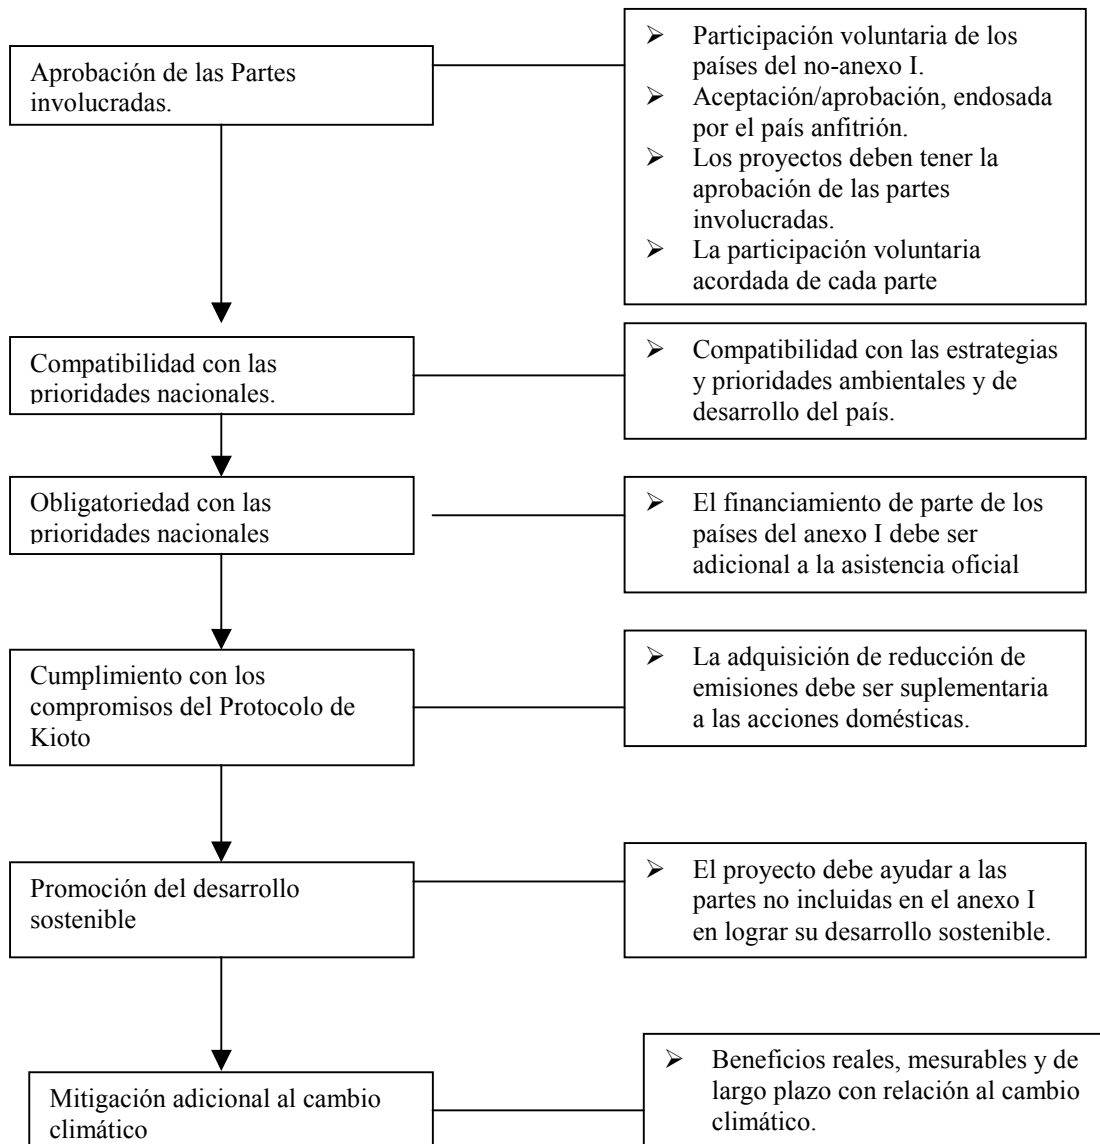 Aprobación de las Partes
involucradas.
➢ Participación voluntaria de los
países del no-anexo I.
➢ Aceptación/aprobación, endosada
por el país anfitrión.
➢ Los proyectos deben tener la
aprobación de las partes
involucradas.
➢ La participación voluntaria
acordada de cada parte
Compatibilidad con las
prioridades nacionales.
➢ Compatibilidad con las estrategias
y prioridades ambientales y de
desarrollo del país.
Obligatoriedad con las
prioridades nacionales
➢ El financiamiento de parte de los
países del anexo I debe ser
adicional a la asistencia oficial
Cumplimiento con los
compromisos del Protocolo de
Kioto
➢ La adquisición de reducción de
emisiones debe ser suplementaria
a las acciones domésticas.
Promoción del desarrollo
sostenible
➢ El proyecto debe ayudar a las
partes no incluidas en el anexo I
en lograr su desarrollo sostenible.
Mitigación adicional al cambio
climático
➢ Beneficios reales, mesurables y de
largo plazo con relación al cambio
climático.